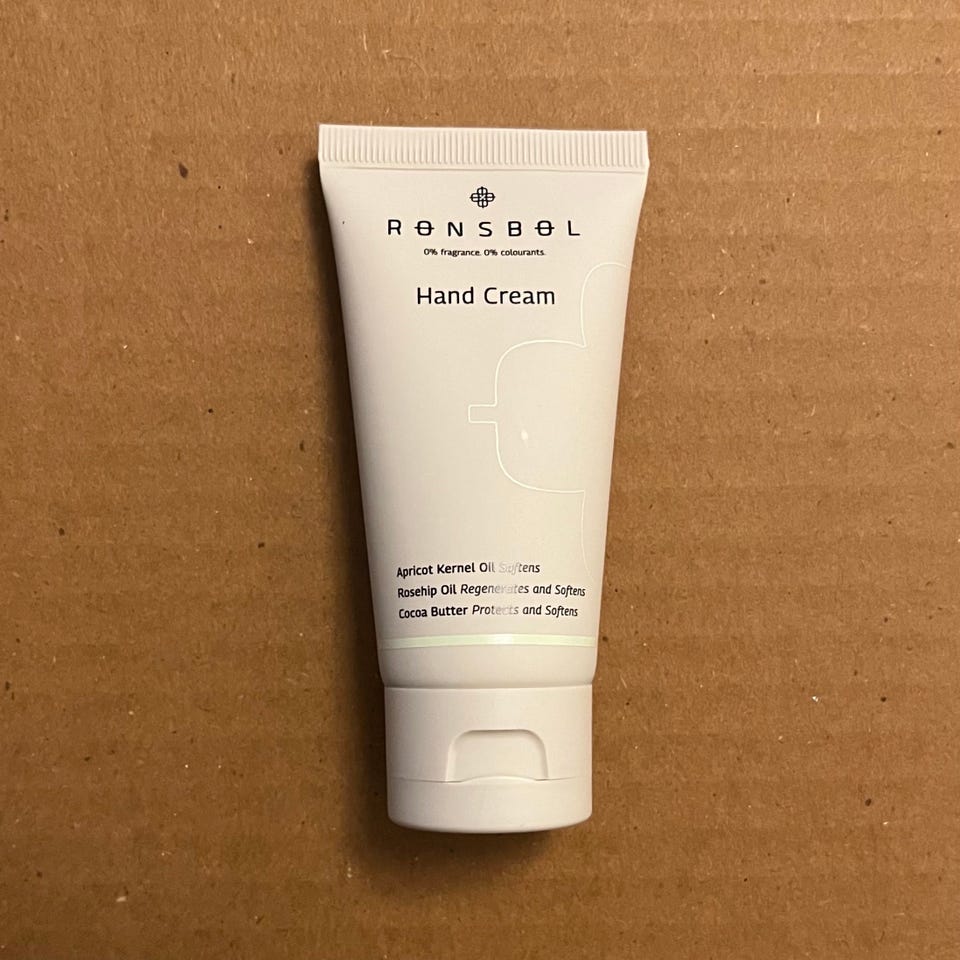 RΘNSBΘL
0% fragrance. 0% colourants.
Hand Cream
Apricot Kernel Oil Softens
Rosehip Oil Regenerates and Softens
Cocoa Butter Protects and Softens